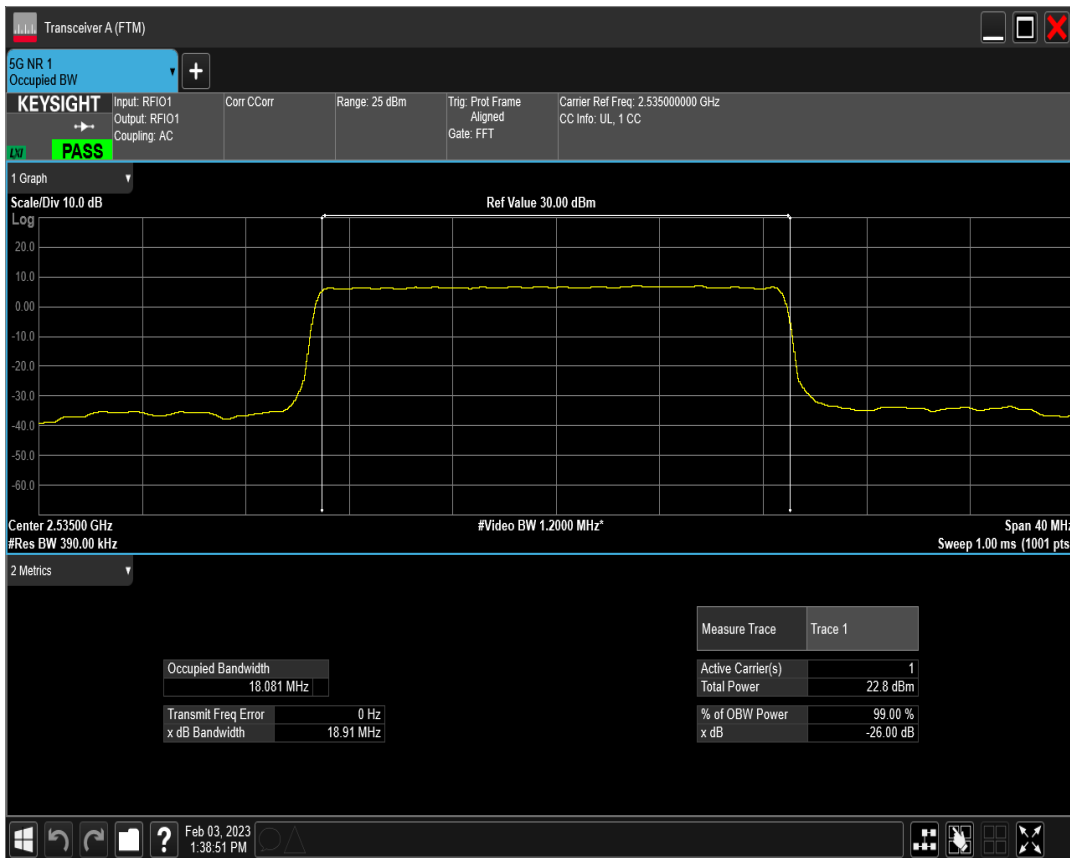 Transceiver A (FTM)
5G NR 1
Occupied BW
+
KEYSIGHT
LXI
PASS
Input: RFIO1
Output: RFIO1
Coupling: AC
Corr CCorr
Range: 25 dBm
Trig: Prot Frame
Aligned
Gate: FFT
Carrier Ref Freq: 2.535000000 GHz
CC Info: UL, 1 CC
1 Graph
Scale/Div 10.0 dB
Ref Value 30.00 dBm
Log
20.0
10.0
0.00
-10.0
-20.0
-30.0
-40.0
-50.0
-60.0
Center 2.53500 GHz
#Video BW 1.2000 MHz*
Span 40 MHz
#Res BW 390.00 kHz
Sweep 1.00 ms (1001 pts
2 Metrics
Measure Trace Trace 1
Occupied Bandwidth
18.081 MHz
Active Carrier(s) 1
Total Power 22.8 dBm
Transmit Freq Error 0 Hz
x dB Bandwidth 18.91 MHz
% of OBW Power 99.00 %
x dB -26.00 dB
?
Feb 03, 2023
1:38:51 PM